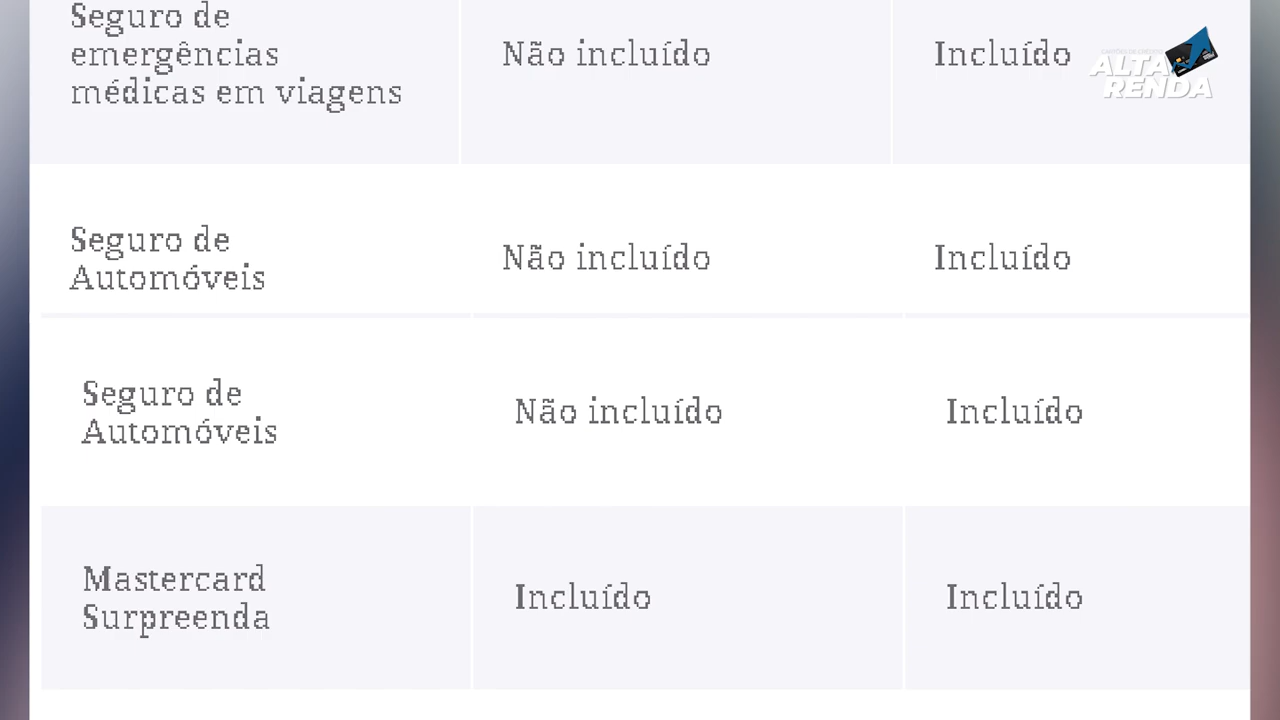 Seguro de
emergências
médicas em viagens
Não incluído
Incluído
ALTA
RENDA
Seguro de
Automóveis
Não incluído
Incluído
Seguro de
Automóveis
Não incluído
Incluído
Mastercard
Surpreenda
Incluído
Incluído